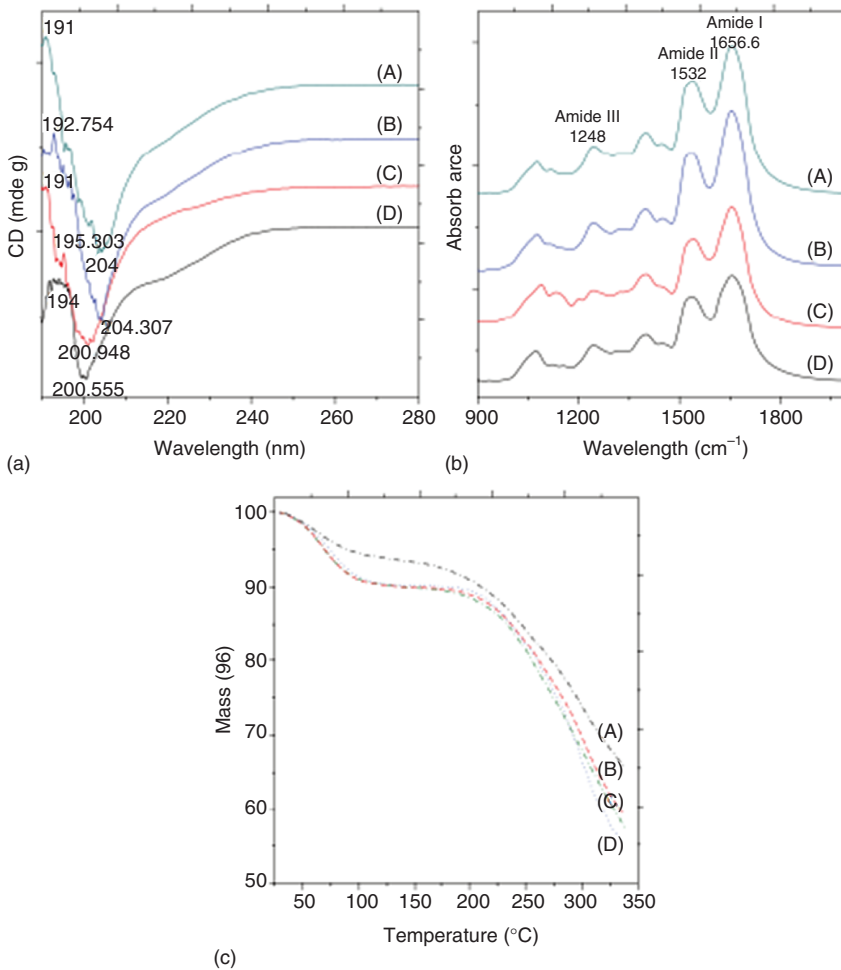 191
192.754
191
195.303
204
194
204.307
200.948
200.555
(A)
(B)
(C)
(D)
CD (mde g)
200 220 240 260 280
Wavelength (nm)
(a)
Amide I
1656.6
Amide II
1532
Amide III
1248
(A)
(B)
(C)
(D)
Absorb arce
900 1200 1500 1800
Wavelength (cm⁻¹)
(b)
100
90
80
70
60
50
Mass (96)
(A)
(B)
(C)
(D)
50 100 150 200 250 300 350
Temperature (°C)
(c)